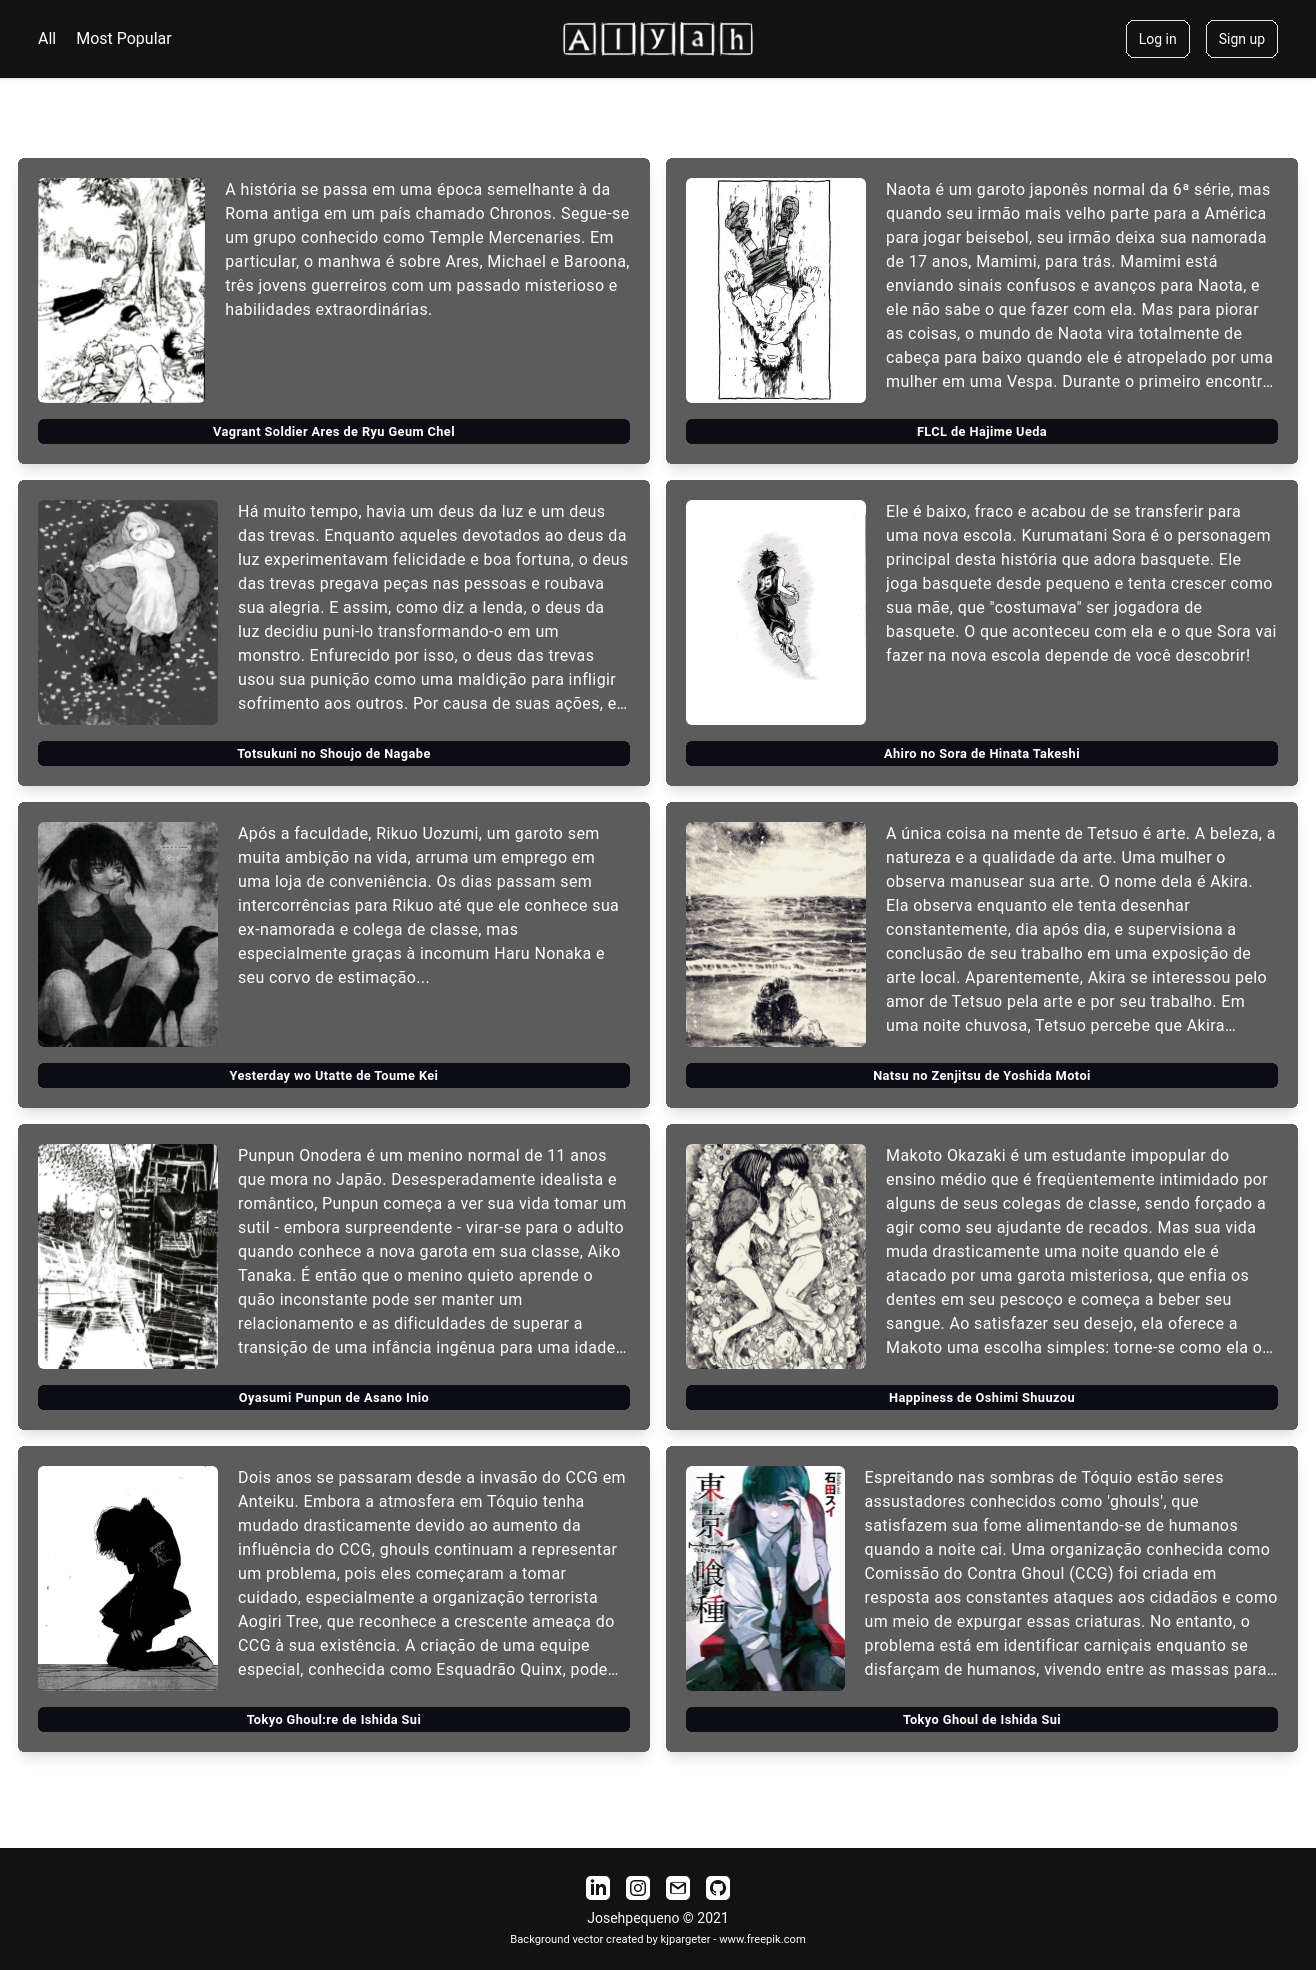 All Most Popular
Alyah
Log in Sign up
A história se passa em uma época semelhante à da
Roma antiga em um país chamado Chronos. Segue-se
um grupo conhecido como Temple Mercenaries. Em
particular, o manhwa é sobre Ares, Michael e Baroona,
três jovens guerreiros com um passado misterioso e
habilidades extraordinárias.
Vagrant Soldier Ares de Ryu Geum Chel
Naota é um garoto japonês normal da 6ª série, mas
quando seu irmão mais velho parte para a América
para jogar beisebol, seu irmão deixa sua namorada
de 17 anos, Mamimi, para trás. Mamimi está
enviando sinais confusos e avanços para Naota, e
ele não sabe o que fazer com ela. Mas para piorar
as coisas, o mundo de Naota vira totalmente de
cabeça para baixo quando ele é atropelado por uma
mulher em uma Vespa. Durante o primeiro encontr…
FLCL de Hajime Ueda
Há muito tempo, havia um deus da luz e um deus
das trevas. Enquanto aqueles devotados ao deus da
luz experimentavam felicidade e boa fortuna, o deus
das trevas pregava peças nas pessoas e roubava
sua alegria. E assim, como diz a lenda, o deus da
luz decidiu puni-lo transformando-o em um
monstro. Enfurecido por isso, o deus das trevas
usou sua punição como uma maldição para infligir
sofrimento aos outros. Por causa de suas ações, e…
Totsukuni no Shoujo de Nagabe
Ele é baixo, fraco e acabou de se transferir para
uma nova escola. Kurumatani Sora é o personagem
principal desta história que adora basquete. Ele
joga basquete desde pequeno e tenta crescer como
sua mãe, que "costumava" ser jogadora de
basquete. O que aconteceu com ela e o que Sora vai
fazer na nova escola depende de você descobrir!
Ahiro no Sora de Hinata Takeshi
Após a faculdade, Rikuo Uozumi, um garoto sem
muita ambição na vida, arruma um emprego em
uma loja de conveniência. Os dias passam sem
intercorrências para Rikuo até que ele conhece sua
ex-namorada e colega de classe, mas
especialmente graças à incomum Haru Nonaka e
seu corvo de estimação...
Yesterday wo Utatte de Toume Kei
A única coisa na mente de Tetsuo é arte. A beleza, a
natureza e a qualidade da arte. Uma mulher o
observa manusear sua arte. O nome dela é Akira.
Ela observa enquanto ele tenta desenhar
constantemente, dia após dia, e supervisiona a
conclusão de seu trabalho em uma exposição de
arte local. Aparentemente, Akira se interessou pelo
amor de Tetsuo pela arte e por seu trabalho. Em
uma noite chuvosa, Tetsuo percebe que Akira…
Natsu no Zenjitsu de Yoshida Motoi
Punpun Onodera é um menino normal de 11 anos
que mora no Japão. Desesperadamente idealista e
romântico, Punpun começa a ver sua vida tomar um
sutil - embora surpreendente - virar-se para o adulto
quando conhece a nova garota em sua classe, Aiko
Tanaka. É então que o menino quieto aprende o
quão inconstante pode ser manter um
relacionamento e as dificuldades de superar a
transição de uma infância ingênua para uma idade…
Oyasumi Punpun de Asano Inio
Makoto Okazaki é um estudante impopular do
ensino médio que é freqüentemente intimidado por
alguns de seus colegas de classe, sendo forçado a
agir como seu ajudante de recados. Mas sua vida
muda drasticamente uma noite quando ele é
atacado por uma garota misteriosa, que enfia os
dentes em seu pescoço e começa a beber seu
sangue. Ao satisfazer seu desejo, ela oferece a
Makoto uma escolha simples: torne-se como ela o…
Happiness de Oshimi Shuuzou
Dois anos se passaram desde a invasão do CCG em
Anteiku. Embora a atmosfera em Tóquio tenha
mudado drasticamente devido ao aumento da
influência do CCG, ghouls continuam a representar
um problema, pois eles começaram a tomar
cuidado, especialmente a organização terrorista
Aogiri Tree, que reconhece a crescente ameaça do
CCG à sua existência. A criação de uma equipe
especial, conhecida como Esquadrão Quinx, pode…
Tokyo Ghoul:re de Ishida Sui
東京喰種
石田スイ
Espreitando nas sombras de Tóquio estão seres
assustadores conhecidos como 'ghouls', que
satisfazem sua fome alimentando-se de humanos
quando a noite cai. Uma organização conhecida como
Comissão do Contra Ghoul (CCG) foi criada em
resposta aos constantes ataques aos cidadãos e como
um meio de expurgar essas criaturas. No entanto, o
problema está em identificar carniçais enquanto se
disfarçam de humanos, vivendo entre as massas para…
Tokyo Ghoul de Ishida Sui
Josehpequeno © 2021
Background vector created by kjpargeter - www.freepik.com